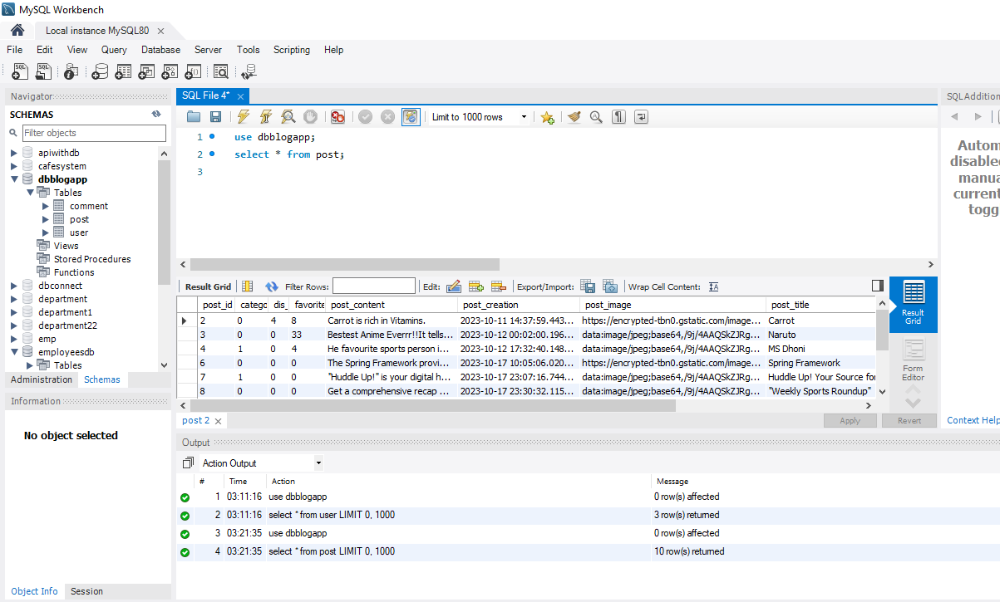 MySQL Workbench
Local instance MySQL80
File Edit View Query Database Server Tools Scripting Help
Navigator
SCHEMAS
Filter objects
apiwithdb
cafesystem
dbblogapp
Tables
comment
post
user
Views
Stored Procedures
Functions
dbconnect
department
department1
department22
emp
employeesdb
Tables
Administration Schemas
Information
No object selected
Object Info Session
SQL File 4*
Limit to 1000 rows
1 use dbblogapp;
2 select * from post;
3
Result Grid Filter Rows: Edit: Export/Import: Wrap Cell Content:
post_id catego dis_ favorite post_content post_creation post_image post_title
2 0 4 8 Carrot is rich in Vitamins. 2023-10-11 14:37:59.443... https://encrypted-tbn0.gstatic.com/image... Carrot
3 0 0 33 Bestest Anime Everrr!!It tells... 2023-10-12 00:02:00.196... data:image/jpeg;base64,/9j/4AAQSkZJRg... Naruto
4 1 0 4 He favourite sports person i... 2023-10-12 17:32:40.148... data:image/jpeg;base64,/9j/4AAQSkZJRg... MS Dhoni
6 0 0 0 The Spring Framework provi... 2023-10-17 10:05:06.020... https://encrypted-tbn0.gstatic.com/image... Spring Framework
7 1 0 0 "Huddle Up!" is your digital h... 2023-10-17 23:07:16.744... data:image/jpeg;base64,/9j/4AAQSkZJRg... Huddle Up! Your Source for
8 0 0 0 Get a comprehensive recap ... 2023-10-17 23:30:32.115... data:image/jpeg;base64,/9j/4AAQSkZJRg... "Weekly Sports Roundup"
Result
Grid
Form
Editor
post 2 Apply Revert
Output
Action Output
# Time Action Message
1 03:11:16 use dbblogapp 0 row(s) affected
2 03:11:16 select * from user LIMIT 0, 1000 3 row(s) returned
3 03:21:35 use dbblogapp 0 row(s) affected
4 03:21:35 select * from post LIMIT 0, 1000 10 row(s) returned
SQLAddition
Autom
disabled
manua
current
togg
Context Help